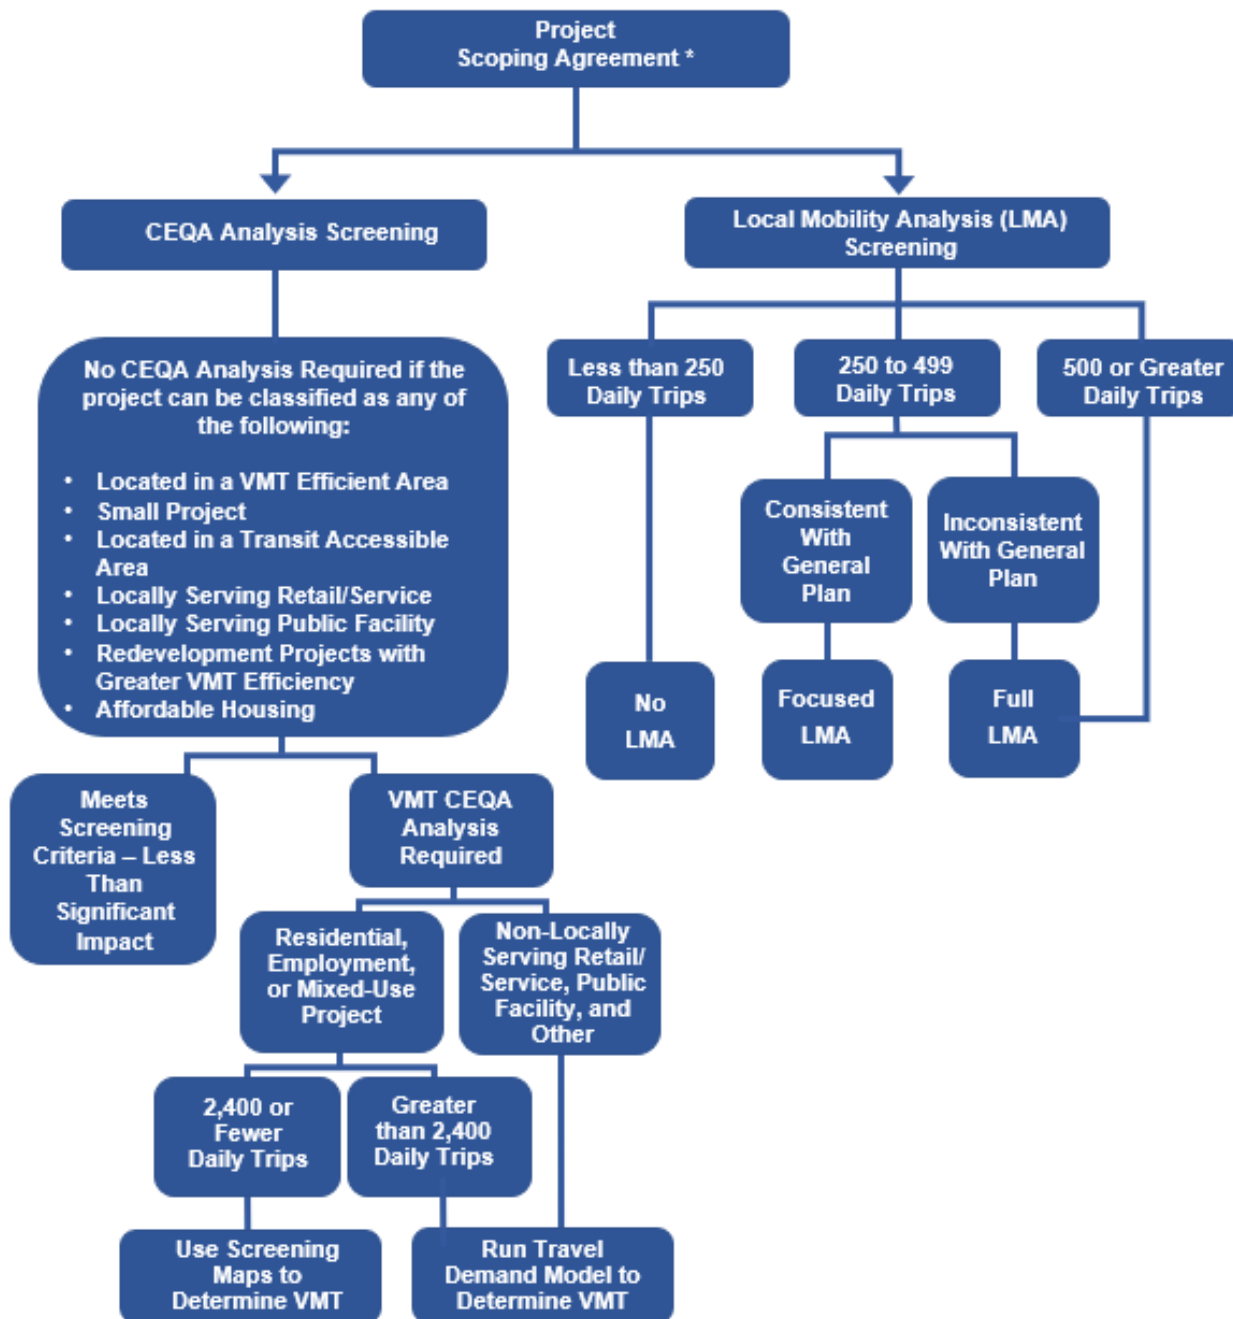 Project
Scoping Agreement *
CEQA Analysis Screening
Local Mobility Analysis (LMA)
Screening
No CEQA Analysis Required if the
project can be classified as any of
the following:
• Located in a VMT Efficient Area
• Small Project
• Located in a Transit Accessible
Area
• Locally Serving Retail/Service
• Locally Serving Public Facility
• Redevelopment Projects with
Greater VMT Efficiency
• Affordable Housing
Less than 250
Daily Trips
250 to 499
Daily Trips
500 or Greater
Daily Trips
Consistent
With
General
Plan
Inconsistent
With General
Plan
No
LMA
Focused
LMA
Full
LMA
Meets
Screening
Criteria – Less
Than
Significant
Impact
VMT CEQA
Analysis
Required
Residential,
Employment,
or Mixed-Use
Project
Non-Locally
Serving Retail/
Service, Public
Facility, and
Other
2,400 or
Fewer
Daily Trips
Greater
than 2,400
Daily Trips
Use Screening
Maps to
Determine VMT
Run Travel
Demand Model to
Determine VMT